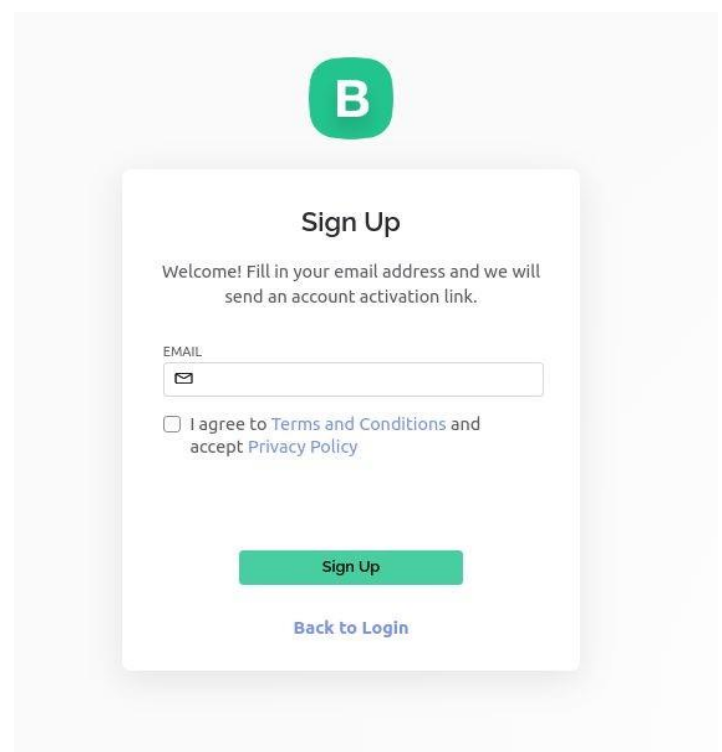 B
Sign Up
Welcome! Fill in your email address and we will
send an account activation link.
EMAIL
I agree to Terms and Conditions and
accept Privacy Policy
Sign Up
Back to Login